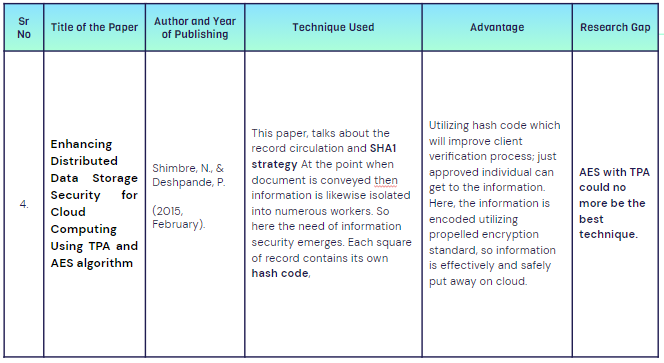 Sr
No
Title of the Paper
Author and Year
of Publishing
Technique Used
Advantage
Research Gap
4.
Enhancing
Distributed
Data Storage
Security for
Cloud
Computing
Using TPA and
AES algorithm
Shimbre, N., &
Deshpande, P.
(2015,
February).
This paper, talks about the
record circulation and SHA1
strategy At the point when
document is conveyed then
information is likewise isolated
into numerous workers. So
here the need of information
security emerges. Each square
of record contains its own
hash code,
Utilizing hash code which
will improve client
verification process; just
approved individual can
get to the information.
Here, the information is
encoded utilizing
propelled encryption
standard, so information
is effectively and safely
put away on cloud.
AES with TPA
could no
more be the
best
technique.